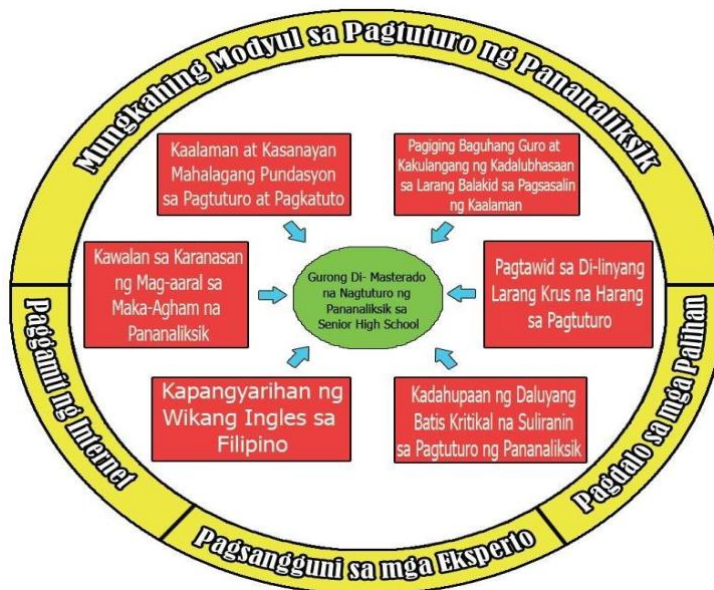 Mungkahing Modyul sa Pagtuturo ng Pananaliksik
Kaalaman at Kasanayan
Mahalagang Pundasyon
sa Pagtuturo at Pagkatuto
Pagiging Baguhang Guro at
Kakulangang ng Kadalubhasaan
sa Larang Balakid sa Pagsasalin
ng Kaalaman
Kawalan sa Karanasan
ng Mag-aaral sa
Maka-Agham na
Pananaliksik
Gurong Di- Masterado
na Nagtuturo ng
Pananaliksik sa
Senior High School
Pagtawid sa Di-linyang
Larang Krus na Harang
sa Pagtuturo
Kapangyarihan ng
Wikang Ingles sa
Filipino
Kadahupaan ng Daluyang
Batis Kritikal na Suliranin
sa Pagtuturo ng Pananaliksik
Paggamit ng Internet
Pagsangguni sa mga Eksperto
Pagdalo sa mga Palihan